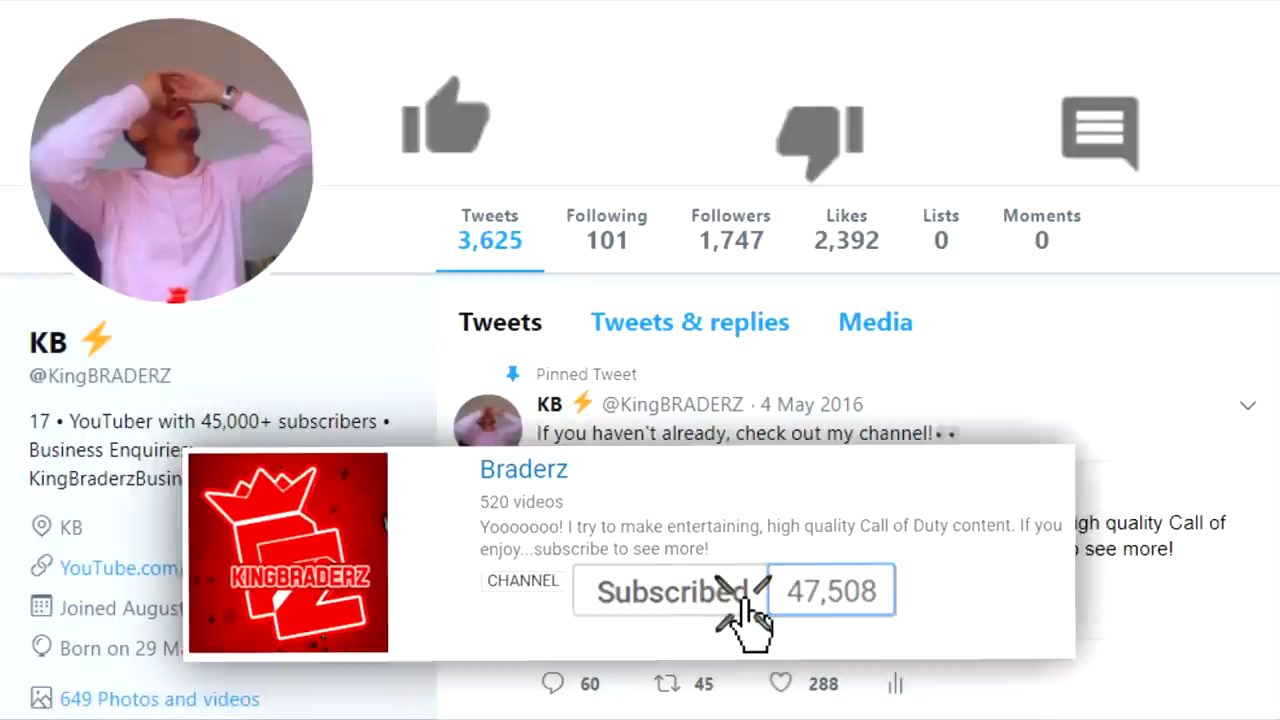 Tweets Following Followers Likes Lists Moments
3,625 101 1,747 2,392 0 0
KB
@KingBRADERZ
17 • YouTuber with 45,000+ subscribers •
Business Enquiries
KingBraderzBusin
KB
YouTube.com/
Joined August
Born on 29 Ma
649 Photos and videos
Tweets Tweets & replies Media
Pinned Tweet
KB @KingBRADERZ · 4 May 2016
If you haven't already, check out my channel!
Braderz
520 videos
Yooooooo! I try to make entertaining, high quality Call of Duty content. If you
enjoy...subscribe to see more!
CHANNEL Subscribed 47,508
KINGBRADERZ
igh quality Call of
see more!
60 45 288